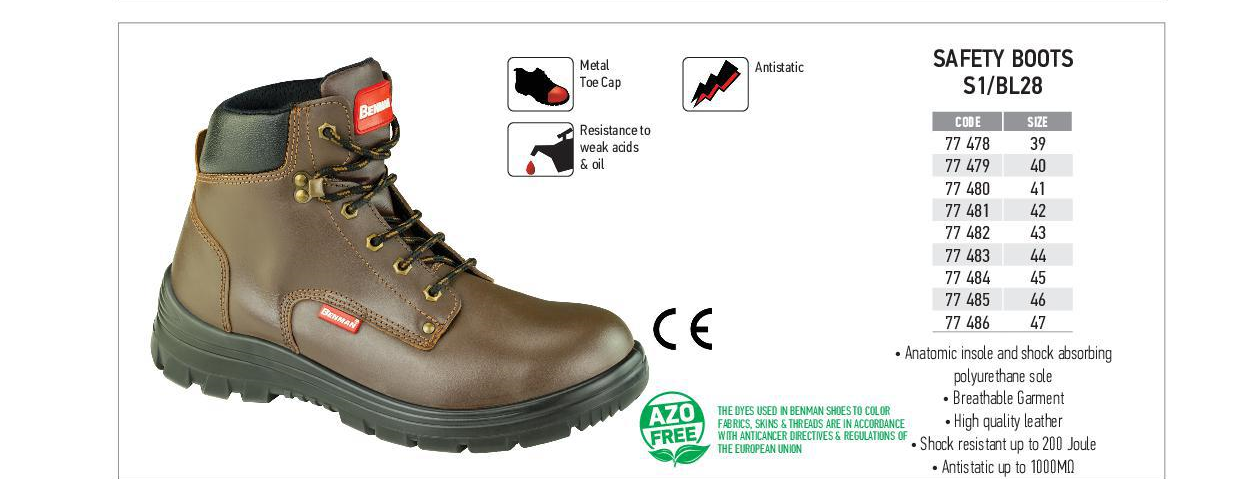 BENMAN
BENMAN
Metal
Toe Cap
Antistatic
Resistance to
weak acids
& oil
CE
AZO
FREE
THE DYES USED IN BENMAN SHOES TO COLOR
FABRICS, SKINS & THREADS ARE IN ACCORDANCE
WITH ANTICANCER DIRECTIVES & REGULATIONS OF
THE EUROPEAN UNION
SAFETY BOOTS
S1/BL28
CODE SIZE
77 478 39
77 479 40
77 480 41
77 481 42
77 482 43
77 483 44
77 484 45
77 485 46
77 486 47
• Anatomic insole and shock absorbing
polyurethane sole
• Breathable Garment
• High quality leather
• Shock resistant up to 200 Joule
• Antistatic up to 1000MΩ